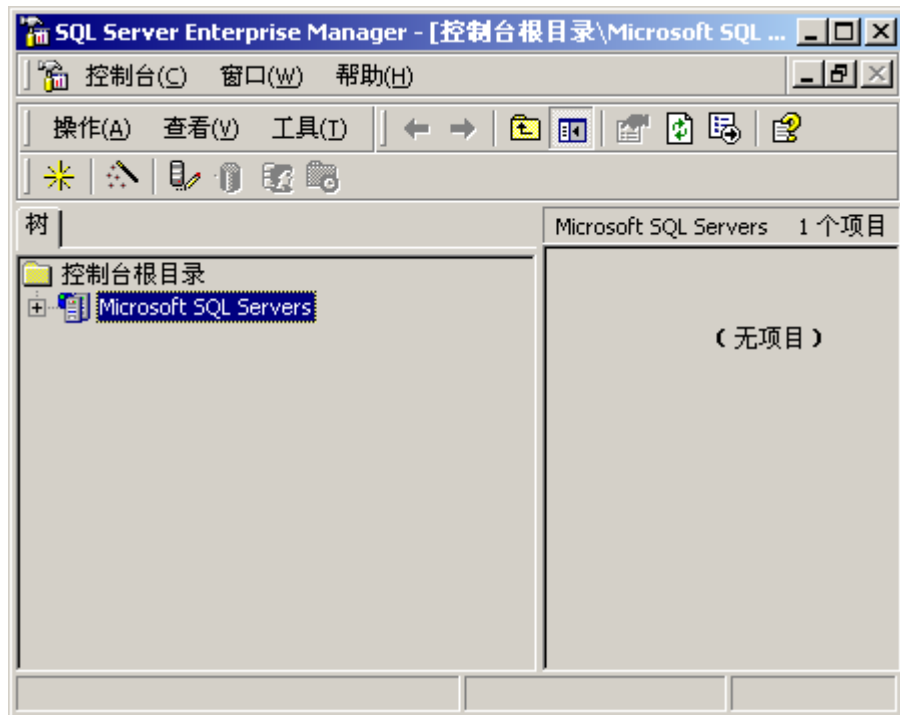 SQL Server Enterprise Manager - [控制台根目录\Microsoft SQL ...
控制台(C) 窗口(W) 帮助(H)
操作(A) 查看(V) 工具(T)
树
Microsoft SQL Servers 1 个项目
控制台根目录
Microsoft SQL Servers
(无项目)